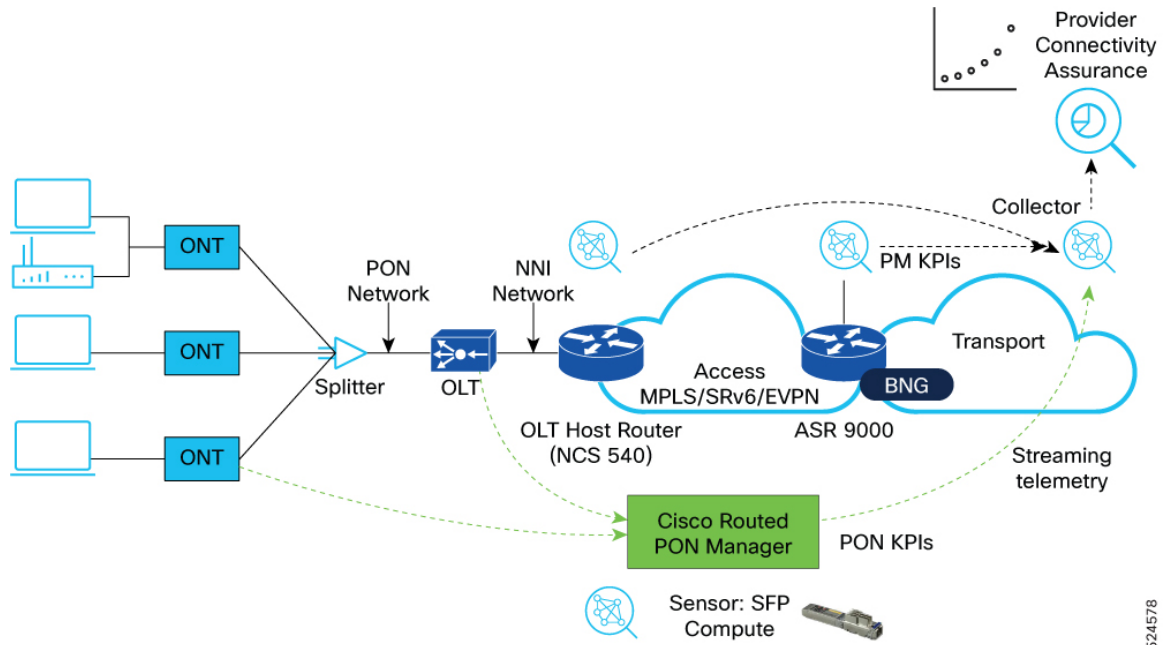 Provider
Connectivity
Assurance
Collector
PM KPIs
ONT
ONT
ONT
PON
Network
NNI
Network
Splitter
OLT
Access
MPLS/SRv6/EVPN
Transport
BNG
OLT Host Router
(NCS 540)
ASR 9000
Streaming
telemetry
Cisco Routed
PON Manager
PON KPIs
Sensor: SFP
Compute
524578